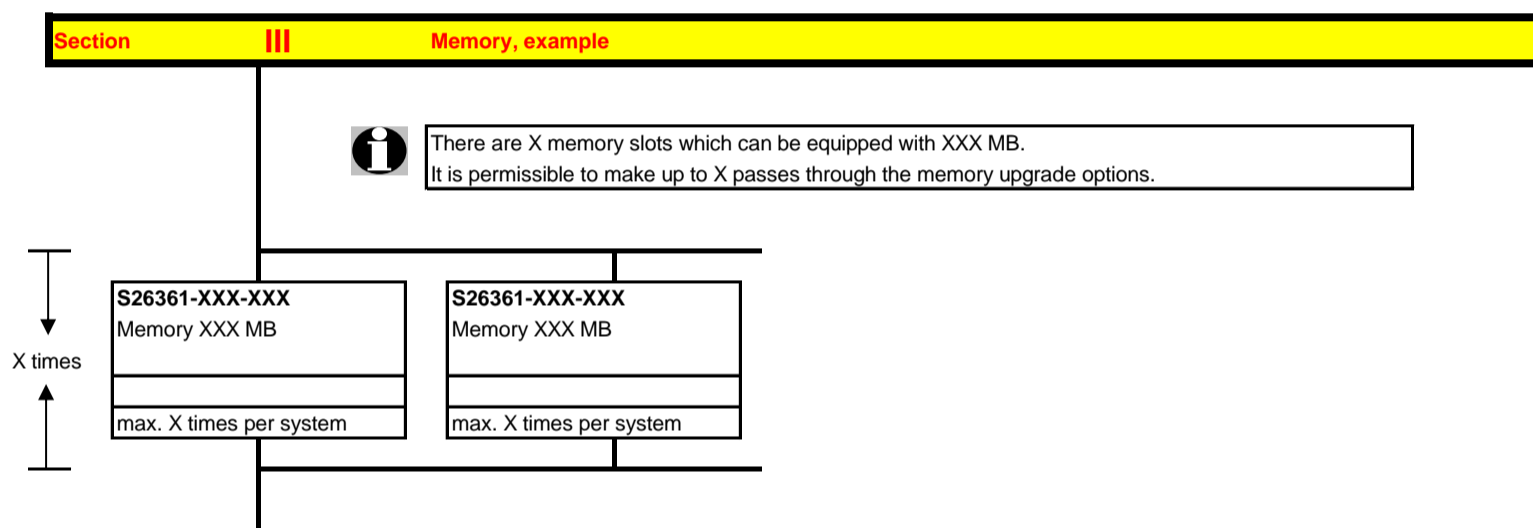 Section III Memory, example
There are X memory slots which can be equipped with XXX MB.
It is permissible to make up to X passes through the memory upgrade options.
S26361-XXX-XXX
Memory XXX MB
max. X times per system
S26361-XXX-XXX
Memory XXX MB
max. X times per system
X times